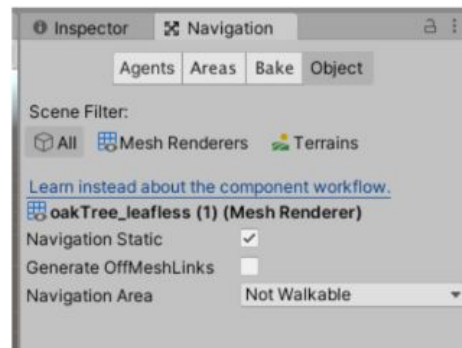 Inspector Navigation
Agents Areas Bake Object
Scene Filter:
All Mesh Renderers Terrains
Learn instead about the component workflow.
oakTree_leafless (1) (Mesh Renderer)
Navigation Static
Generate OffMeshLinks
Navigation Area Not Walkable